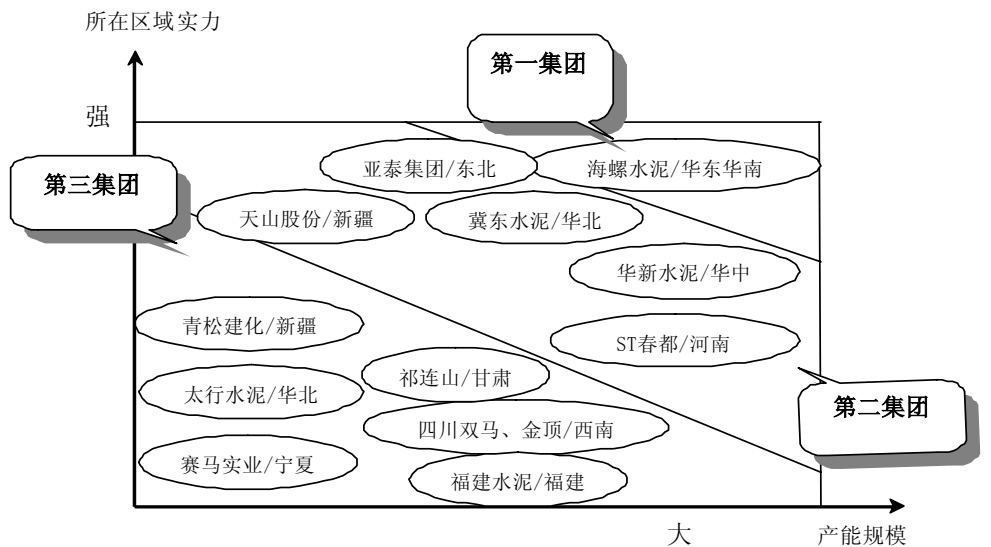 所在区域实力
第一集团
强
亚泰集团/东北
海螺水泥/华东华南
第三集团
天山股份/新疆
冀东水泥/华北
华新水泥/华中
青松建化/新疆
ST春都/河南
祁连山/甘肃
太行水泥/华北
第二集团
四川双马、金顶/西南
赛马实业/宁夏
福建水泥/福建
大
产能规模